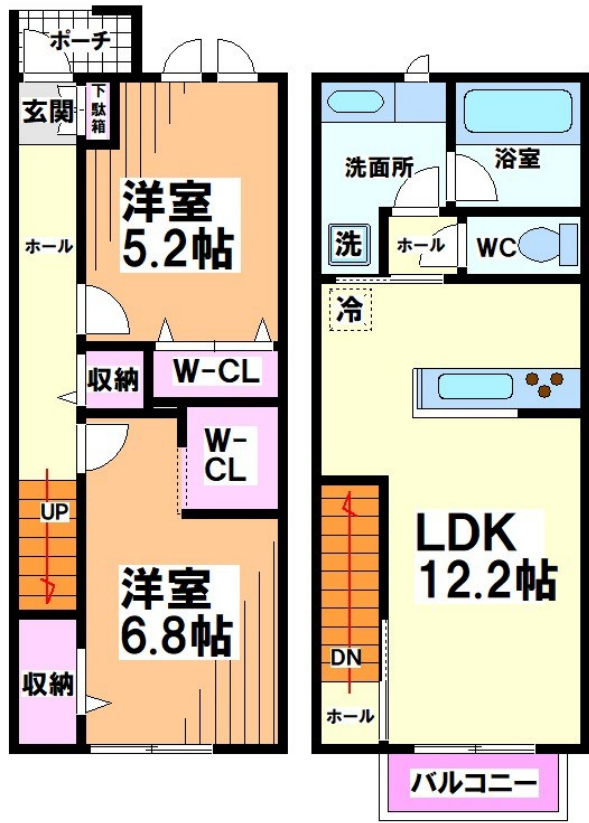 ポーチ
玄関
下駄箱
ホール
洋室
5.2帖
W-CL
収納
W-
CL
UP
洋室
6.8帖
収納
洗面所
浴室
洗
ホール
WC
冷
LDK
12.2帖
DN
ホール
バルコニー